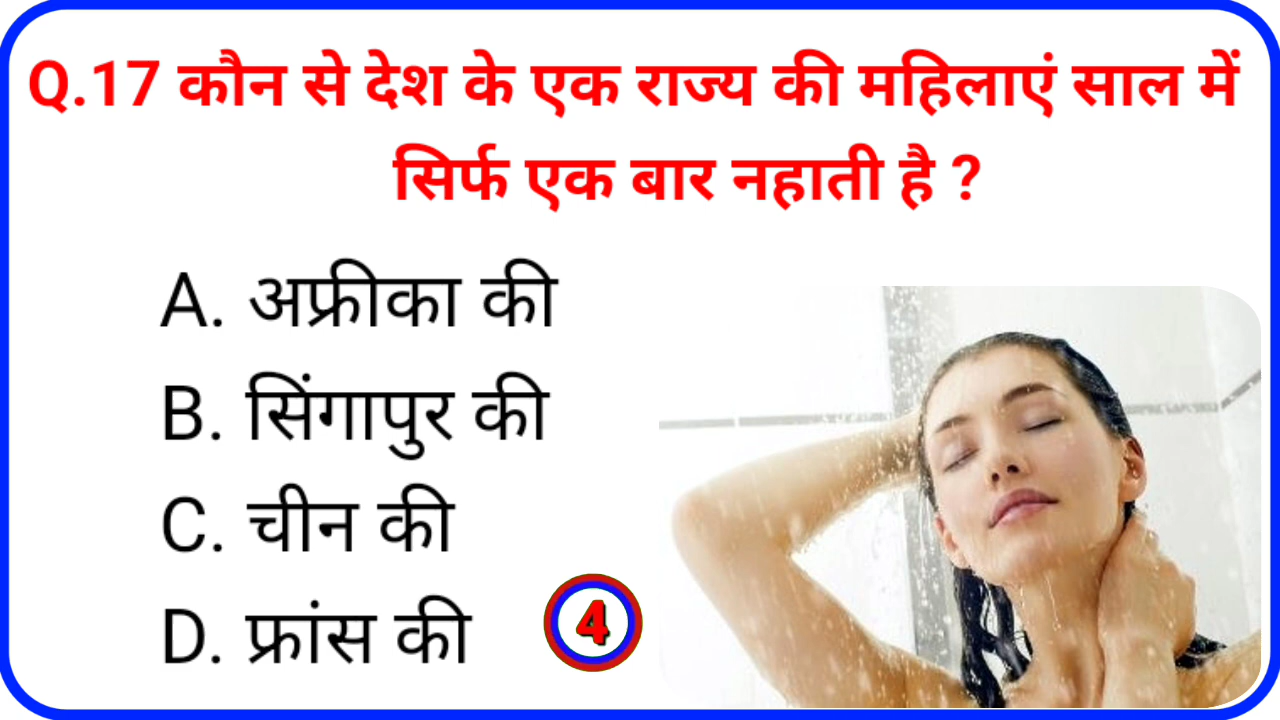 Q.17 कौन से देश के एक राज्य की महिलाएं साल में
सिर्फ एक बार नहाती है ?
A. अफ्रीका की
B. सिंगापुर की
C. चीन की
D. फ्रांस की
4